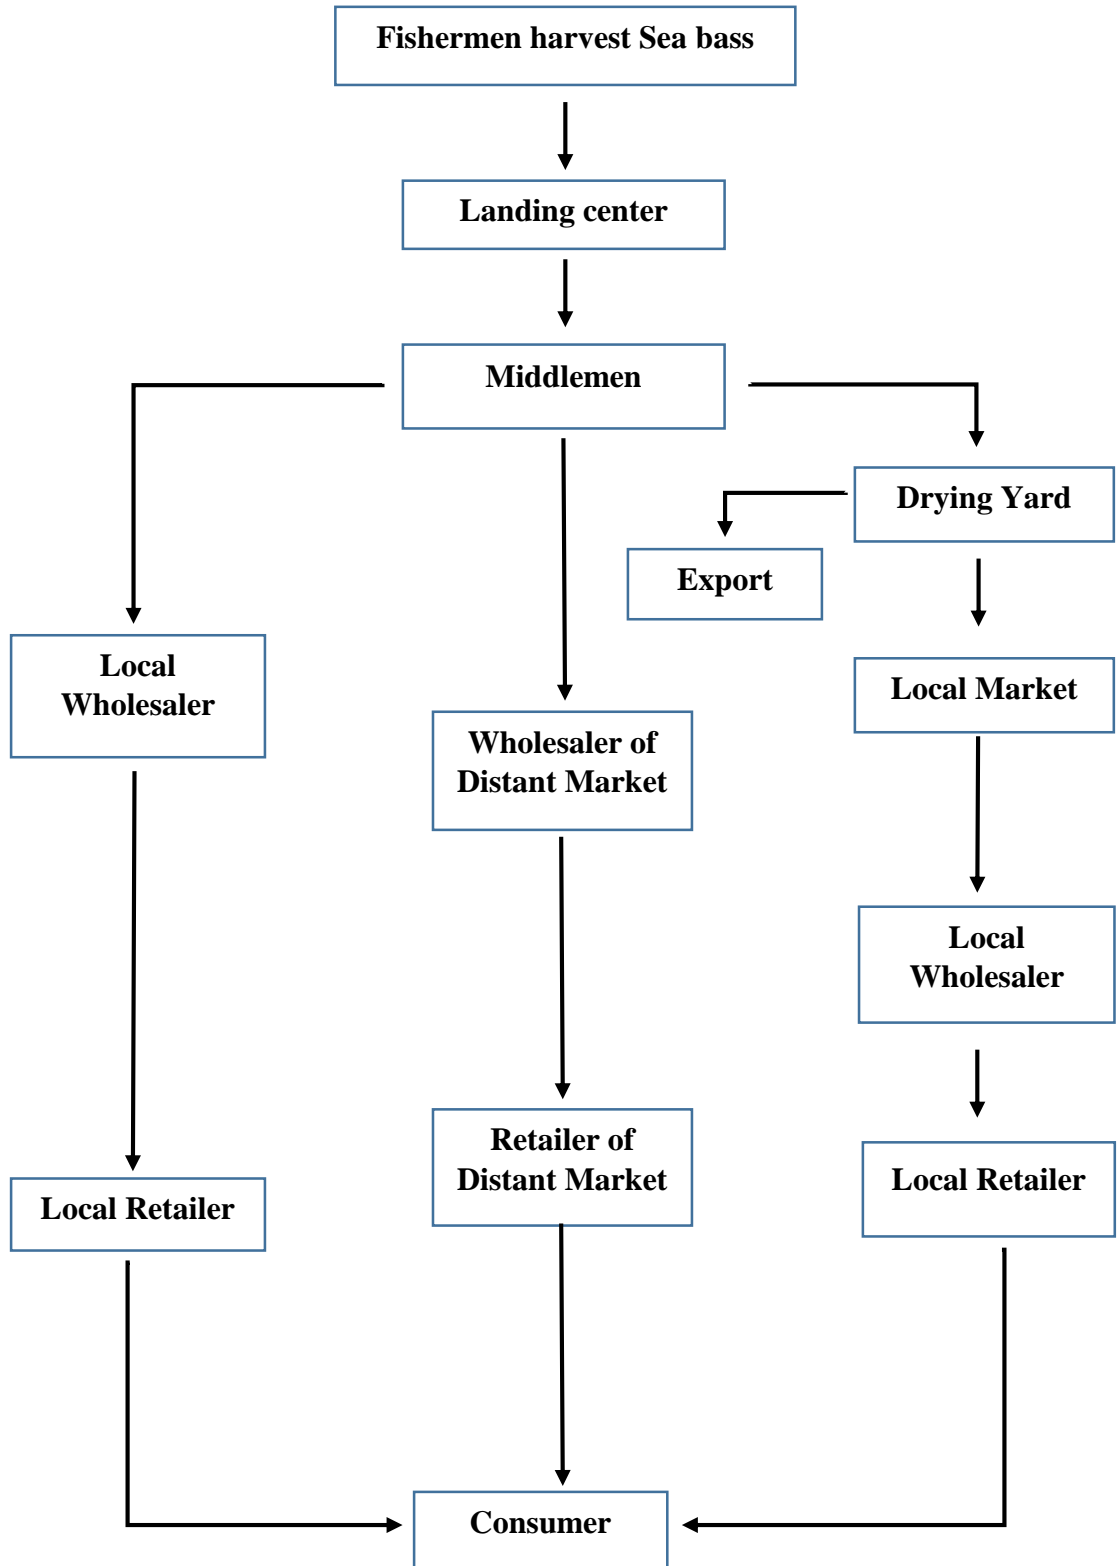 Fishermen harvest Sea bass
Landing center
Middlemen
Drying Yard
Export
Local
Wholesaler
Local Market
Wholesaler of
Distant Market
Local
Wholesaler
Retailer of
Distant Market
Local Retailer
Local Retailer
Consumer